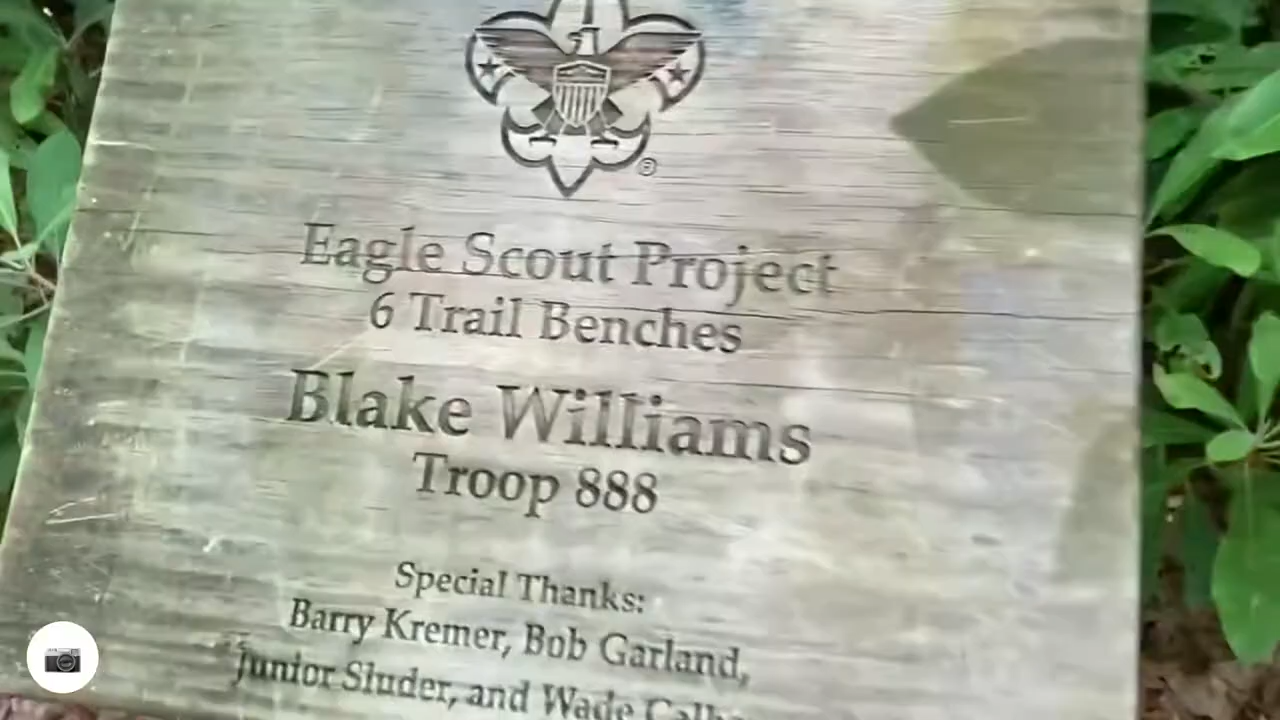 ®
Eagle Scout Project
6 Trail Benches
Blake Williams
Troop 888
Special Thanks:
Barry Kremer, Bob Garland,
Junior Sluder, and Wade